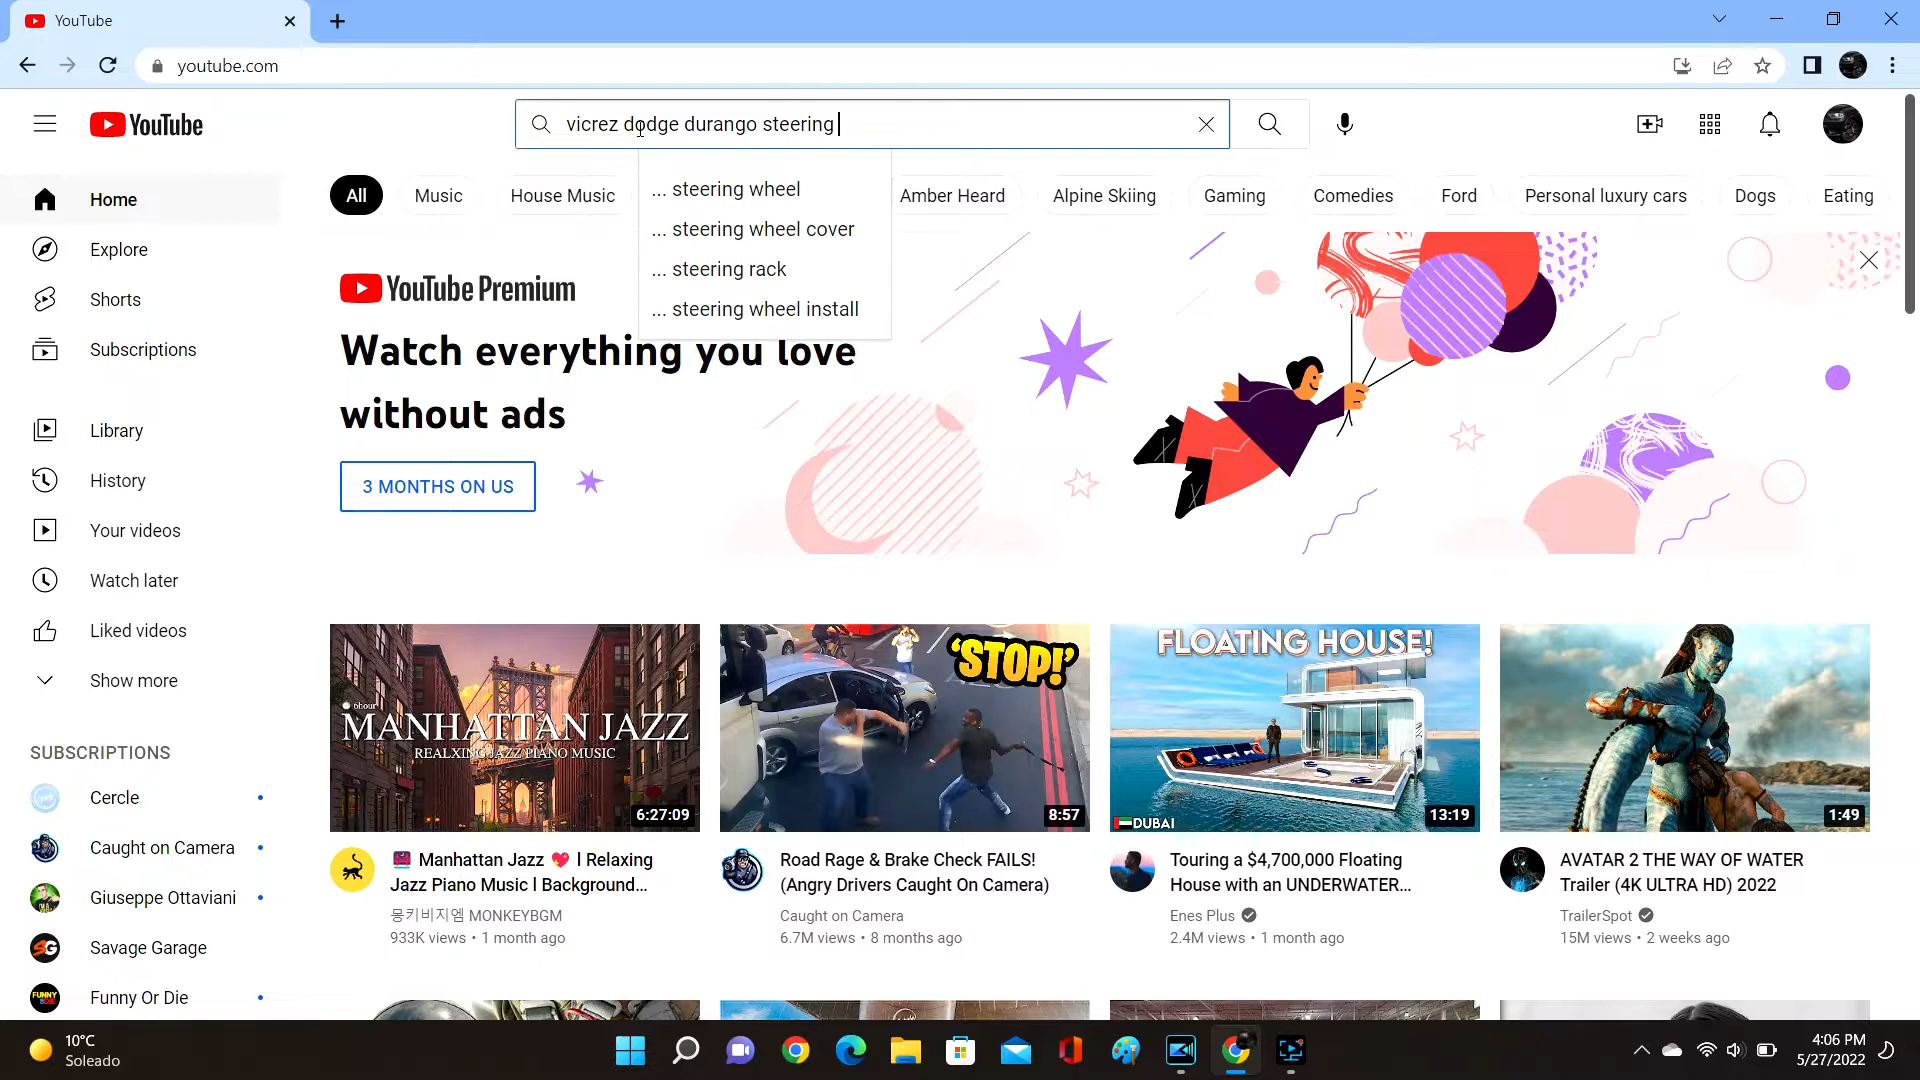 YouTube
youtube.com
YouTube
vicrez dodge durango steering
... steering wheel
... steering wheel cover
... steering rack
... steering wheel install
All
Music
House Music
Amber Heard
Alpine Skiing
Gaming
Comedies
Ford
Personal luxury cars
Dogs
Eating
Home
Explore
Shorts
Subscriptions
Library
History
Your videos
Watch later
Liked videos
Show more
SUBSCRIPTIONS
Cercle
Caught on Camera
Giuseppe Ottaviani
Savage Garage
Funny Or Die
YouTube Premium
Watch everything you love
without ads
3 MONTHS ON US
6hour
MANHATTAN JAZZ
REALXING JAZZ PIANO MUSIC
6:27:09
Manhattan Jazz 💖 l Relaxing
Jazz Piano Music l Background...
몽키비지엠 MONKEYBGM
933K views • 1 month ago
'STOP!'
8:57
Road Rage & Brake Check FAILS!
(Angry Drivers Caught On Camera)
Caught on Camera
6.7M views • 8 months ago
FLOATING HOUSE!
DUBAI
13:19
Touring a $4,700,000 Floating
House with an UNDERWATER...
Enes Plus
2.4M views • 1 month ago
1:49
AVATAR 2 THE WAY OF WATER
Trailer (4K ULTRA HD) 2022
TrailerSpot
15M views • 2 weeks ago
10°C
Soleado
4:06 PM
5/27/2022